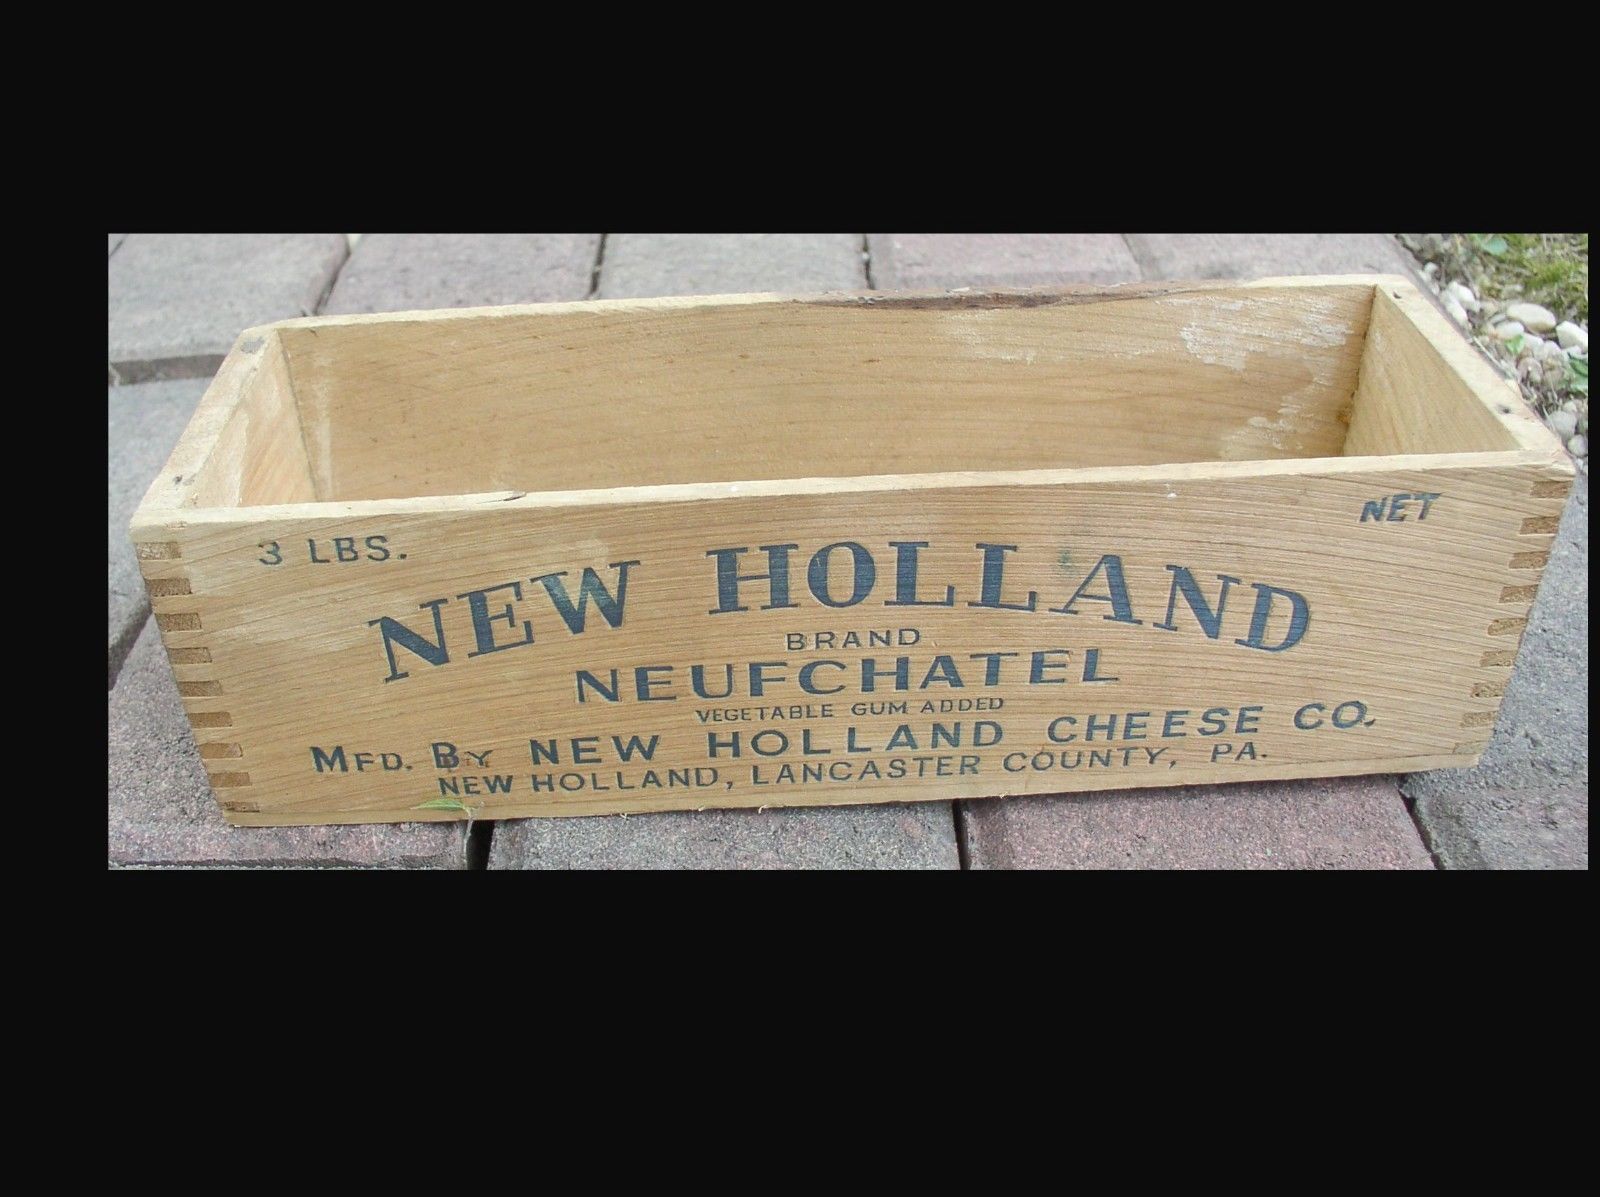 3 LBS. NET
NEW HOLLAND
BRAND
NEUFCHATEL
VEGETABLE GUM ADDED
MFD. BY NEW HOLLAND CHEESE CO.
NEW HOLLAND, LANCASTER COUNTY, PA.